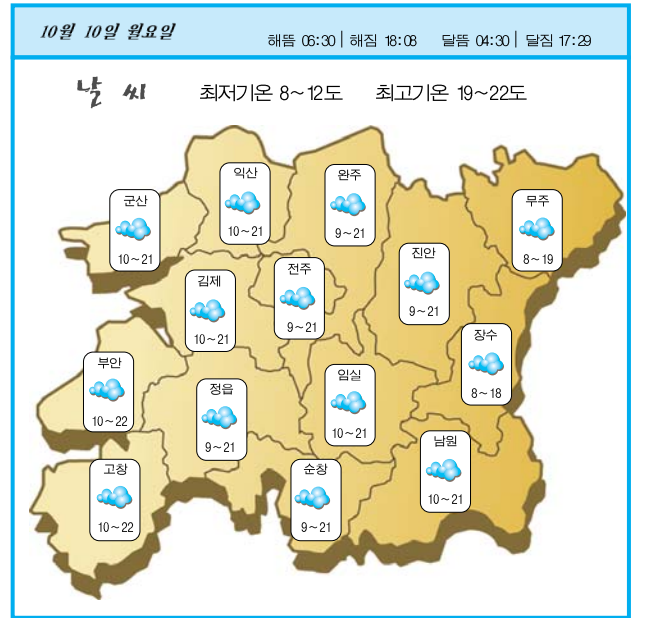 10월 10일 월요일
해뜸 06:30 | 해짐 18:08 달뜸 04:30 | 달짐 17:29
날 씨 최저기온 8~12도 최고기온 19~22도
익산
10~21
완주
9~21
군산
10~21
무주
8~19
진안
9~21
전주
9~21
김제
10~21
장수
8~18
부안
10~22
임실
10~21
정읍
9~21
남원
10~21
고창
10~22
순창
9~21